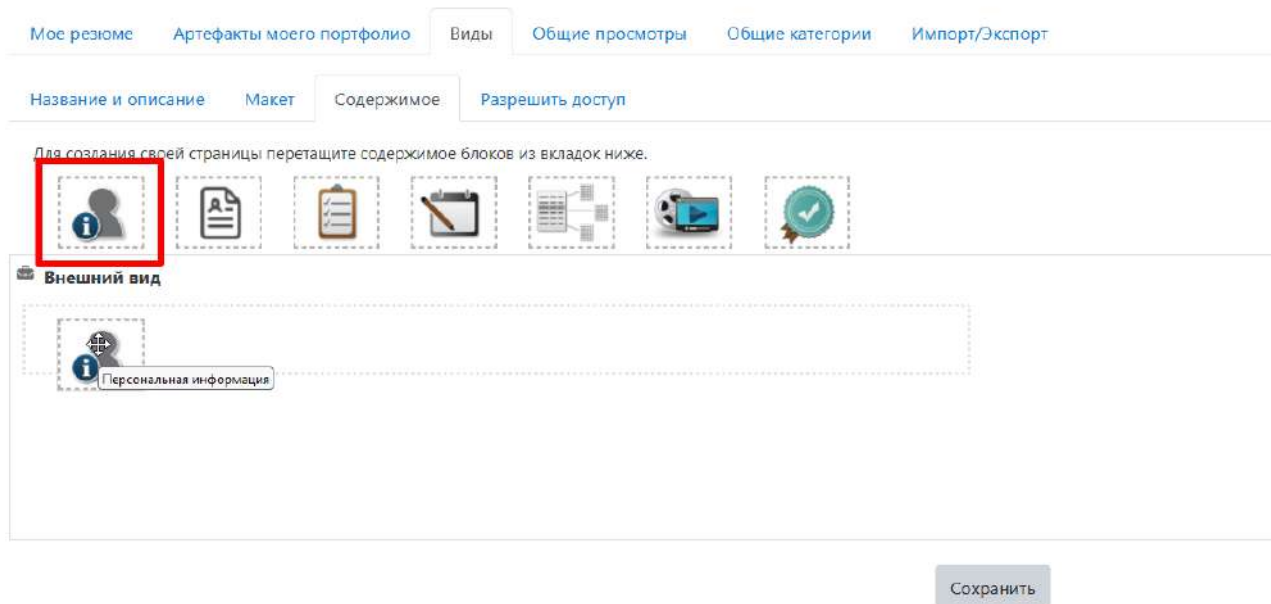 Мое резюме Артефакты моего портфолио Виды Общие просмотры Общие категории Импорт/Экспорт
Название и описание Макет Содержимое Разрешить доступ
Для создания своей страницы перетащите содержимое блоков из вкладок ниже.
Внешний вид
Персональная информация
Сохранить